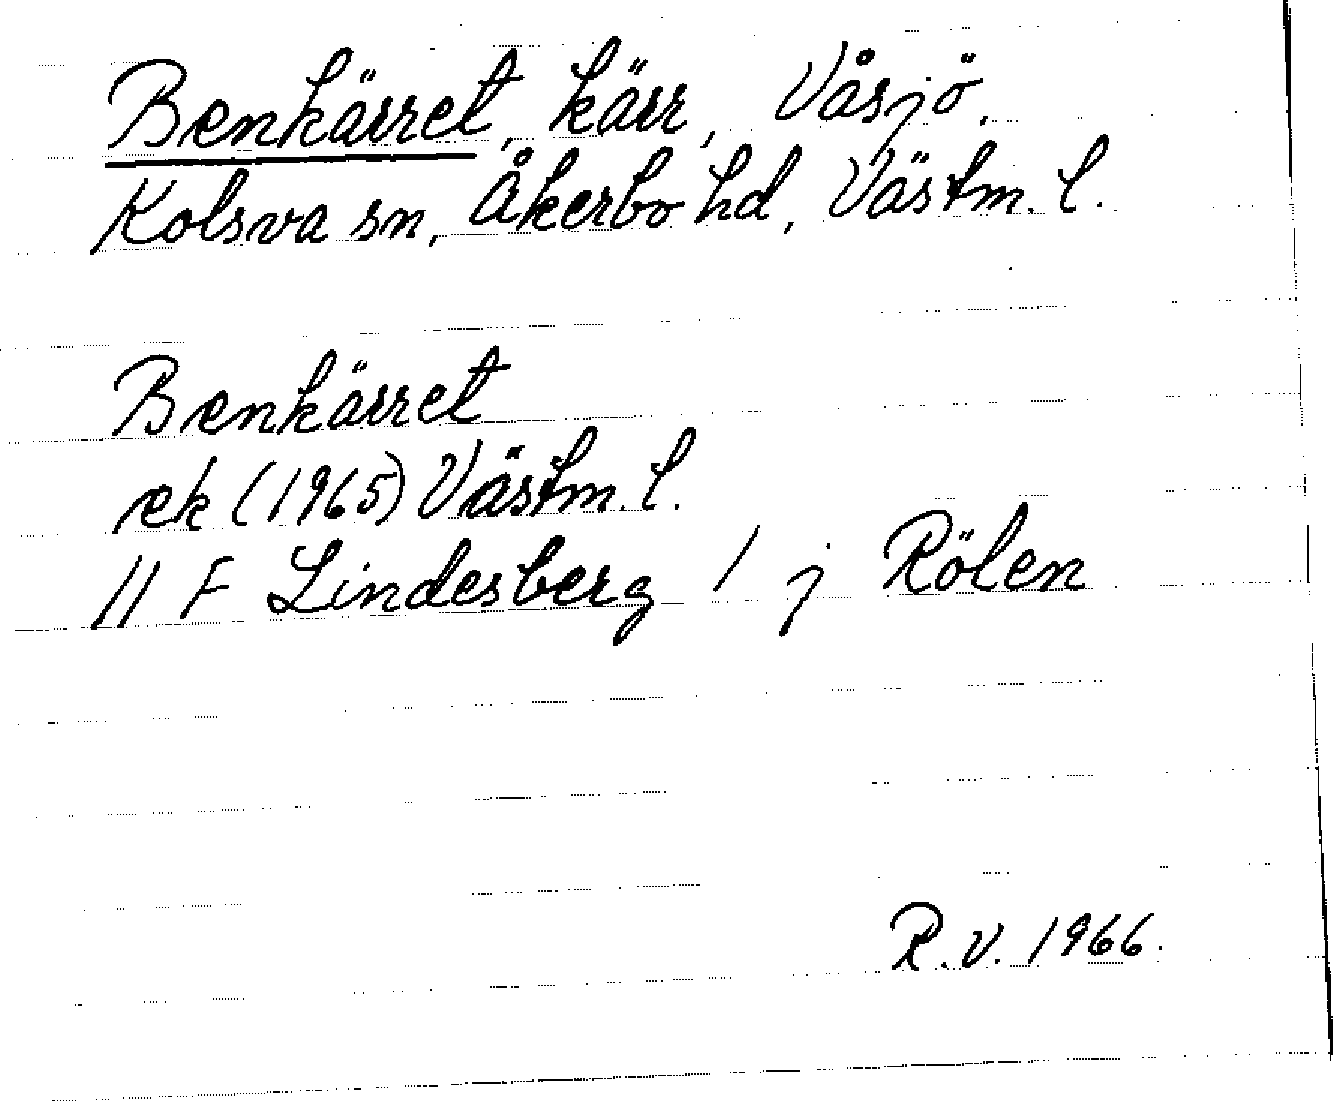 Benkärret, kärr, Våsjö,
Kolsva sn, Åkerbo hd, Västm. l.
Benkärret
ek (1965) Västm. l.
11 F Lindesberg 1 j Rölen
R.V. 1966.